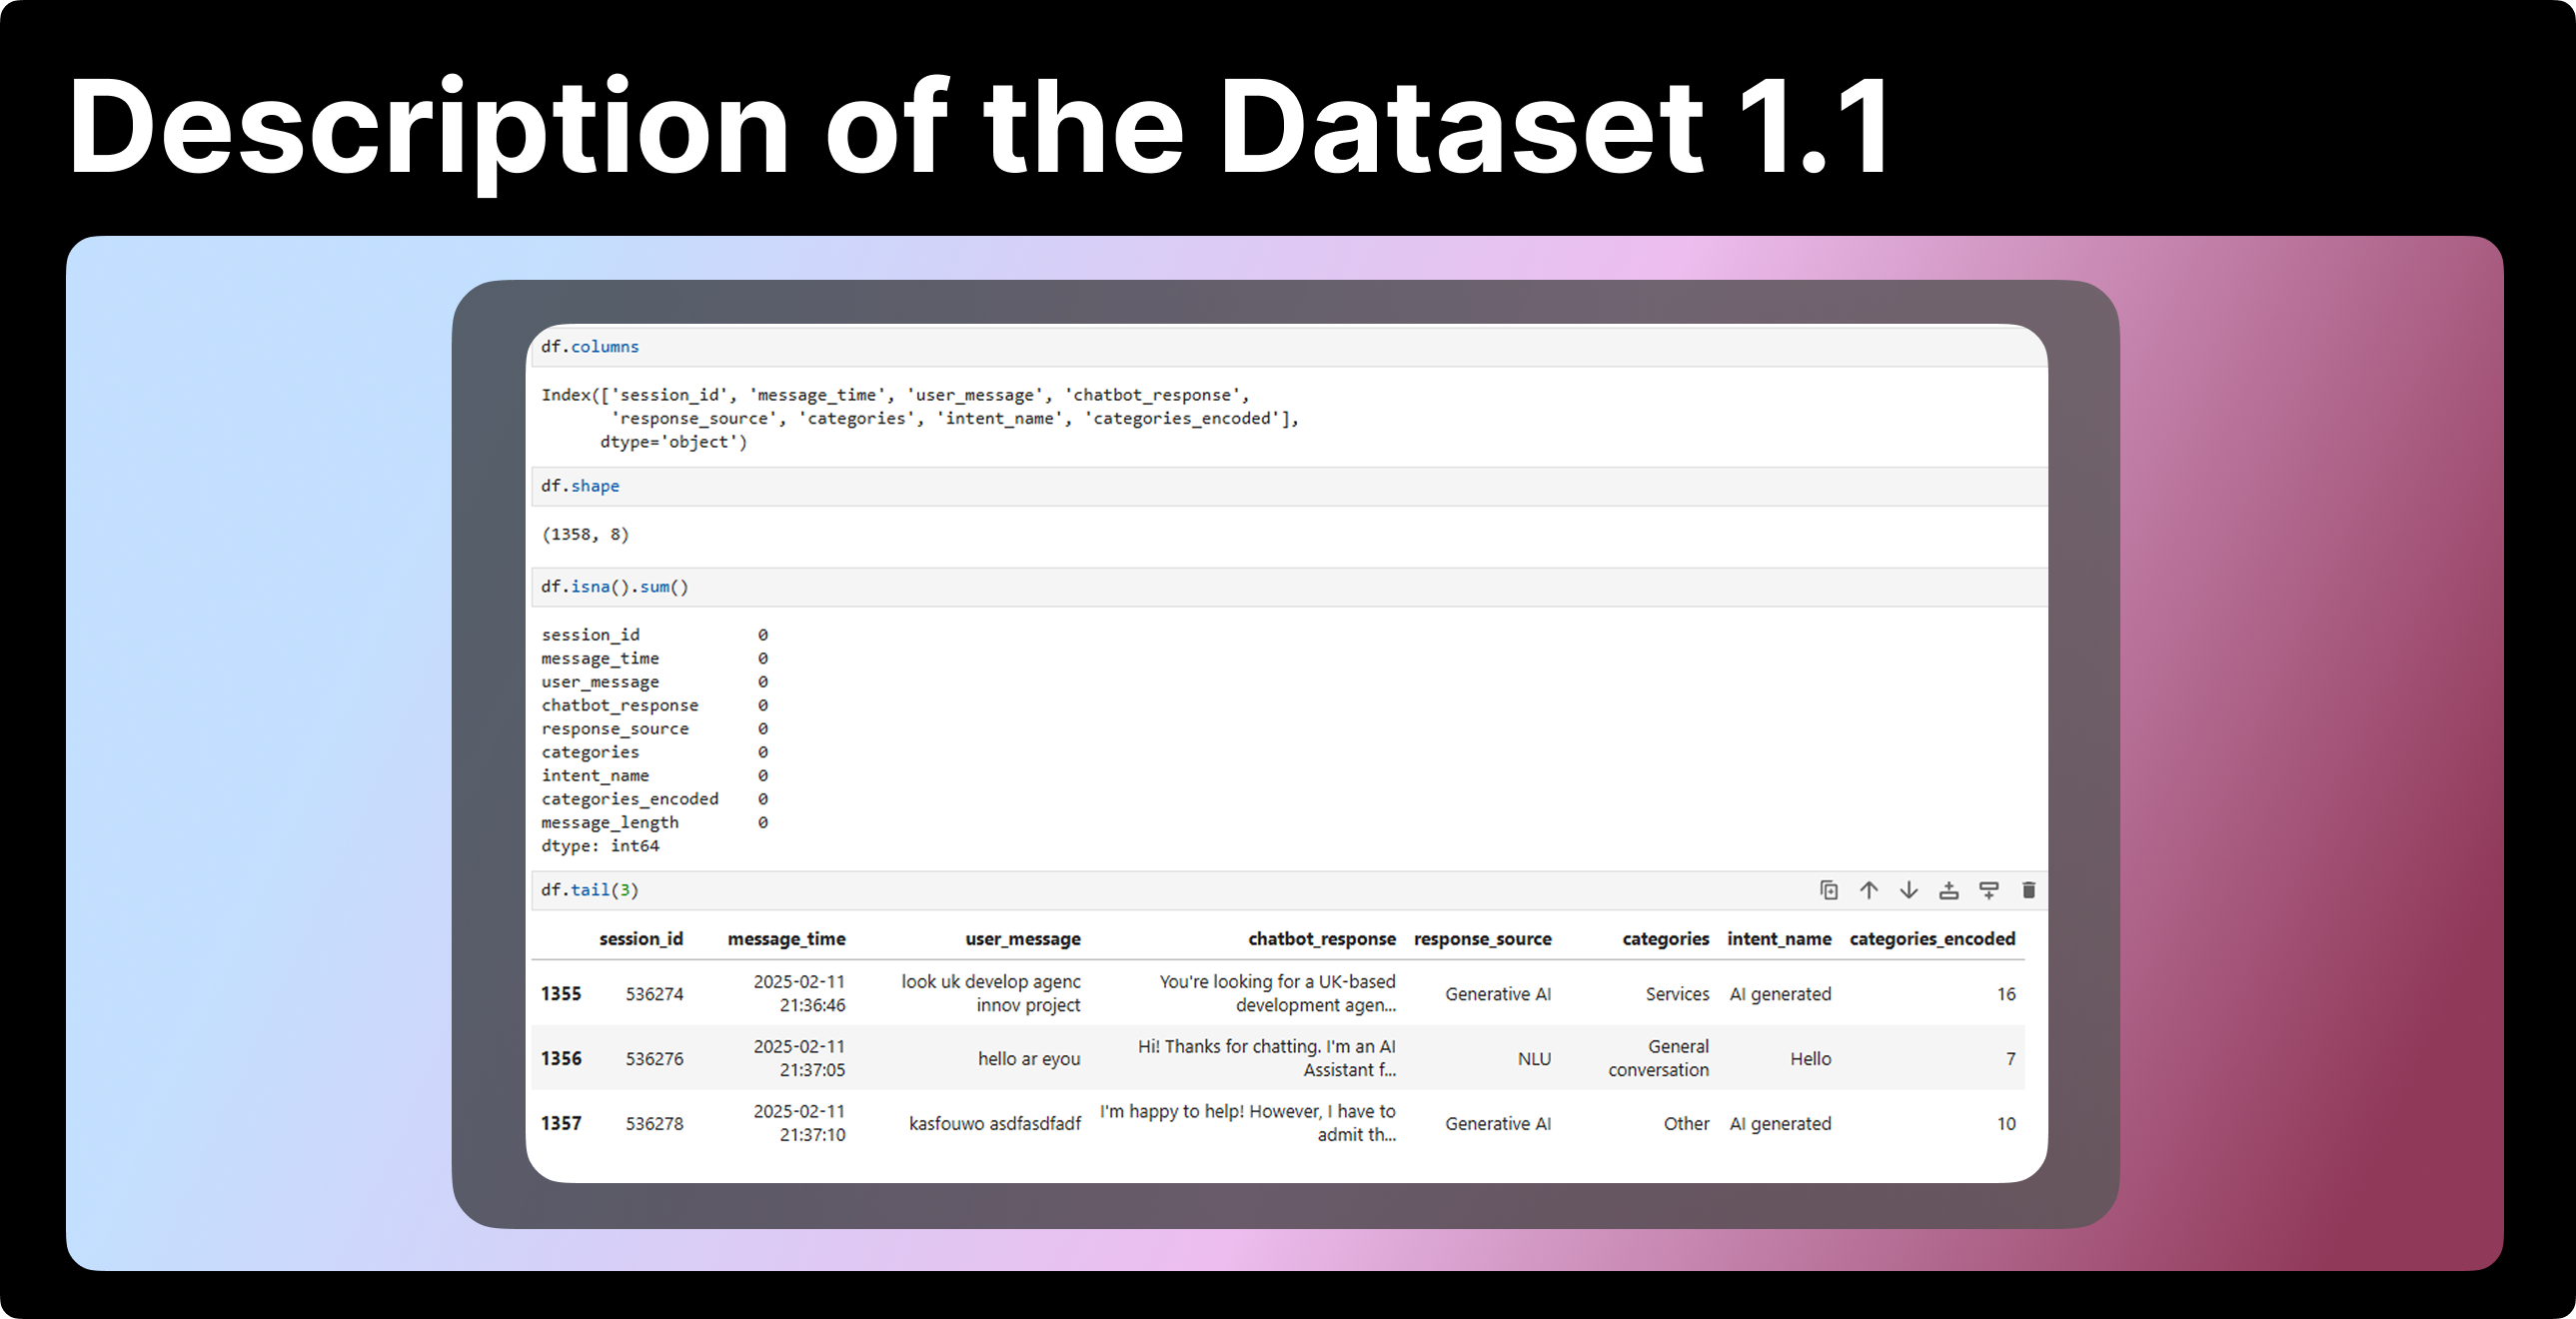 Description of the Dataset 1.1
df.columns
Index(['session_id', 'message_time', 'user_message', 'chatbot_response',
'response_source', 'categories', 'intent_name', 'categories_encoded'],
dtype='object')
df.shape
(1358, 8)
df.isna().sum()
session_id 0
message_time 0
user_message 0
chatbot_response 0
response_source 0
categories 0
intent_name 0
categories_encoded 0
message_length 0
dtype: int64
df.tail(3)
session_id message_time user_message chatbot_response response_source categories intent_name categories_encoded
1355 536274 2025-02-11 21:36:46 look uk develop agenc innov project You're looking for a UK-based development agen... Generative AI Services AI generated 16
1356 536276 2025-02-11 21:37:05 hello ar eyou Hi! Thanks for chatting. I'm an AI Assistant f... NLU General conversation Hello 7
1357 536278 2025-02-11 21:37:10 kasfouwo asdfasdfadf I'm happy to help! However, I have to admit th... Generative AI Other AI generated 10